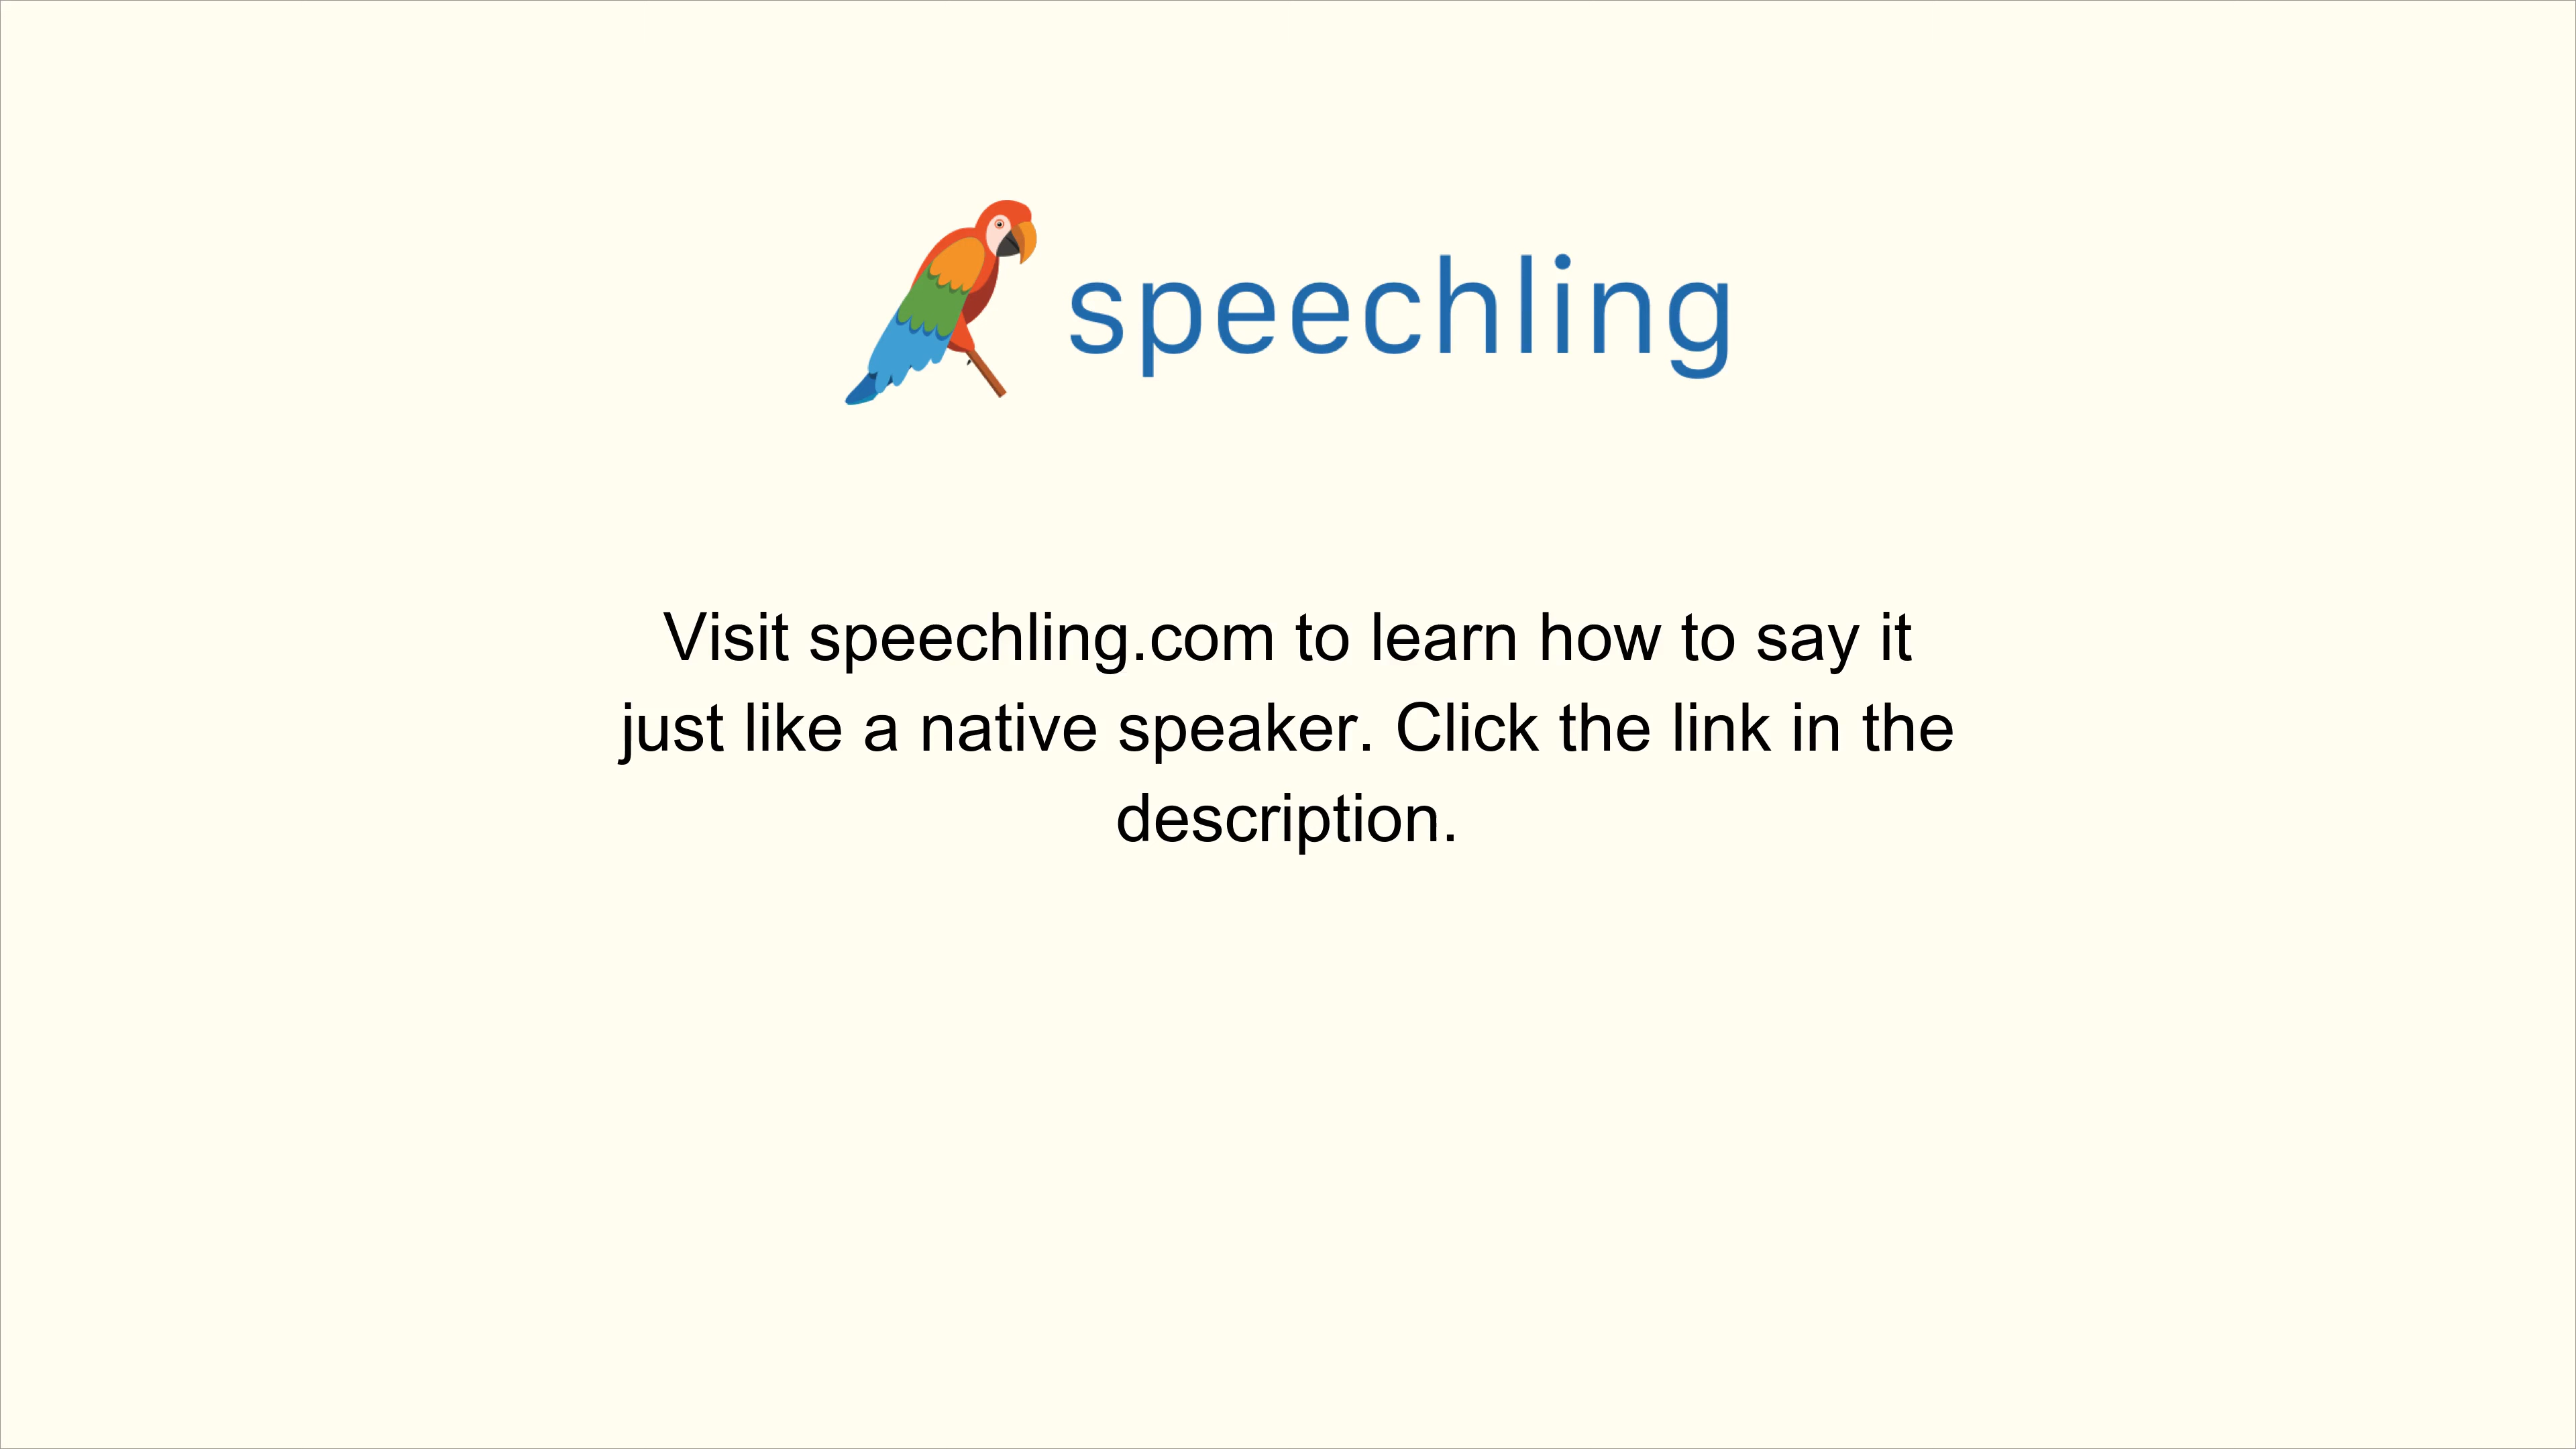 speechling
Visit speechling.com to learn how to say it
just like a native speaker. Click the link in the
description.